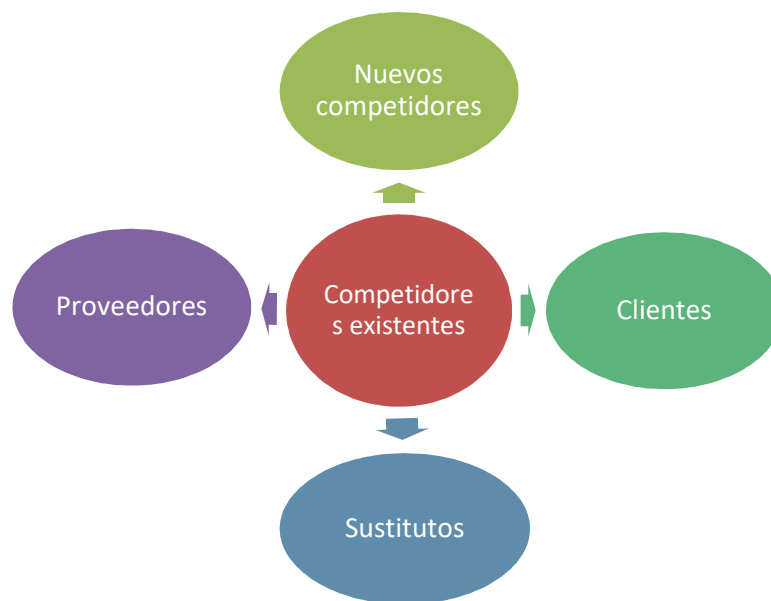 Nuevos
competidores
Proveedores
Competidore
s existentes
Clientes
Sustitutos